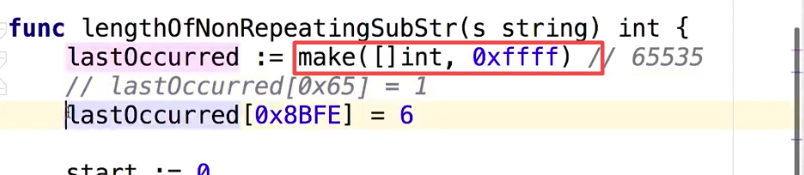 func lengthOfNonRepeatingSubStr(s string) int {
lastOccurred := make([]int, 0xffff) // 65535
// lastOccurred[0x65] = 1
lastOccurred[0x8BFE] = 6
start := 0